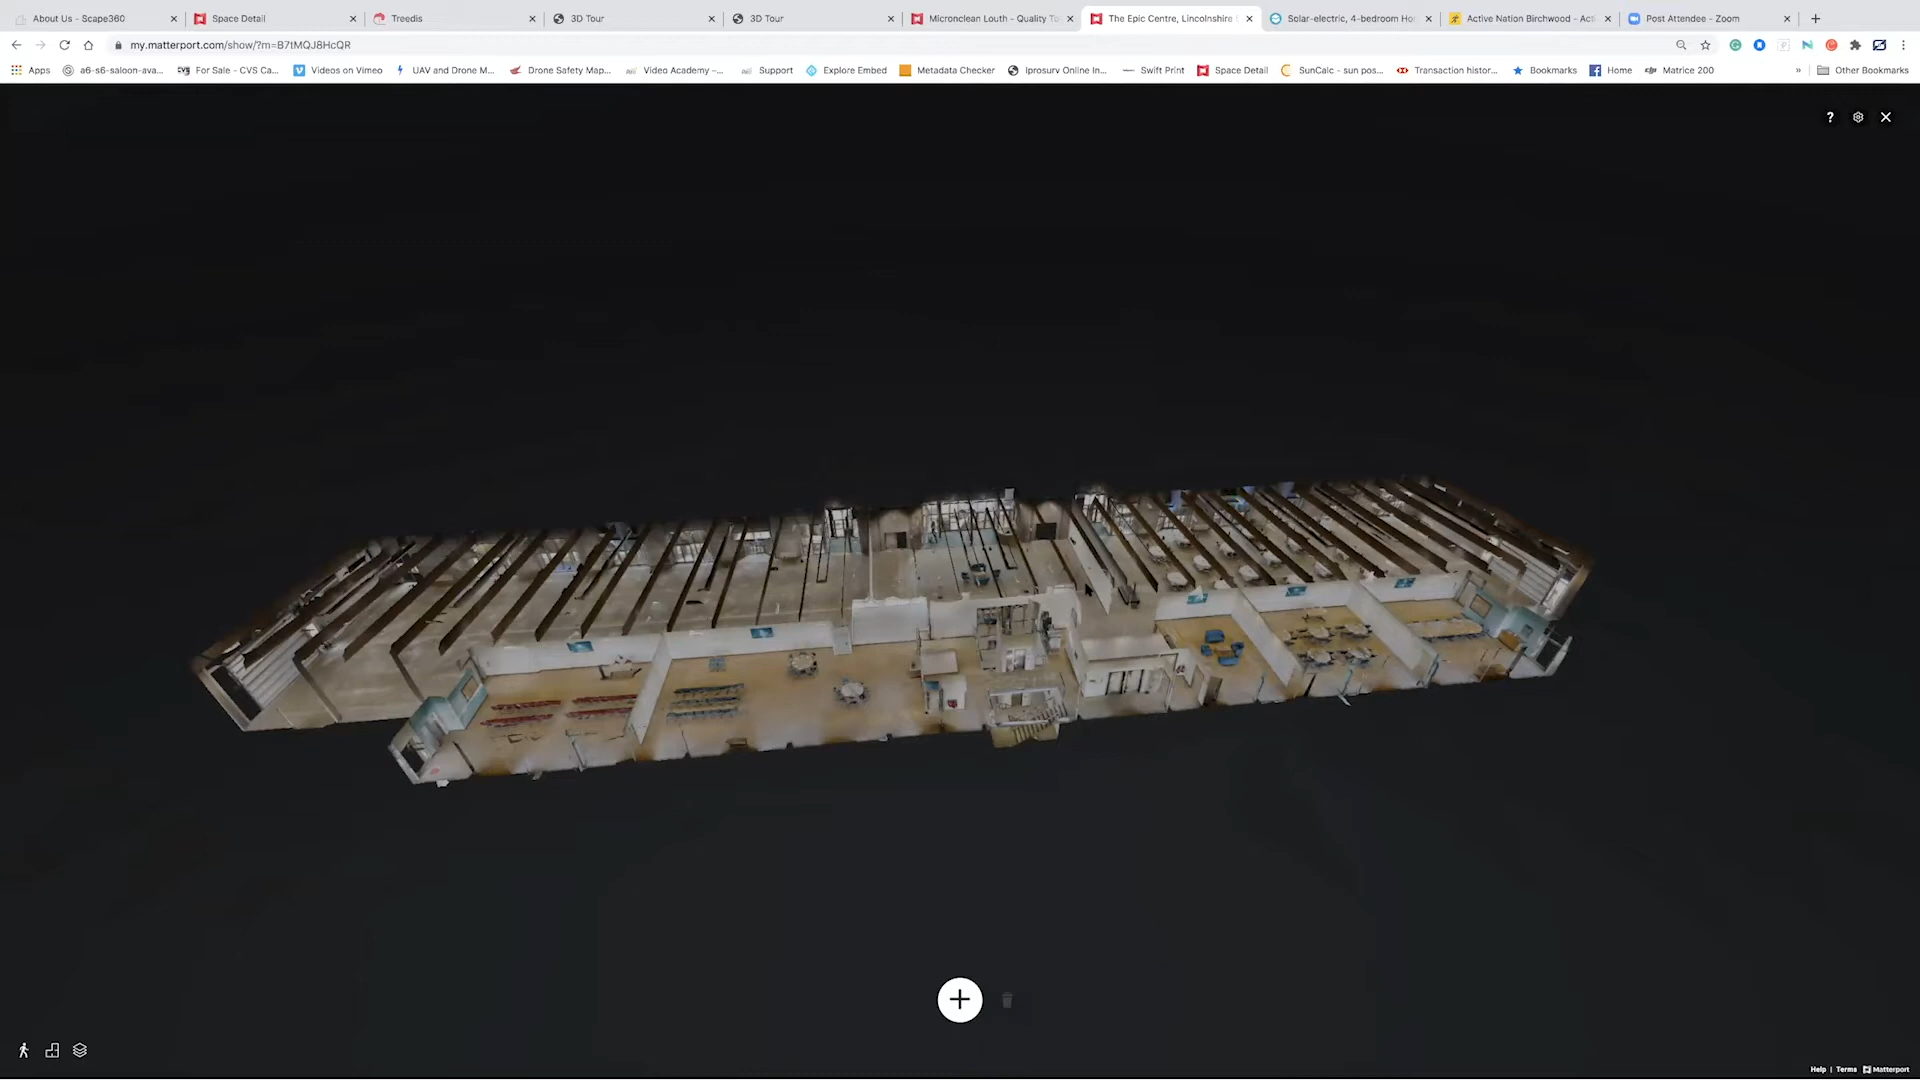 About Us - Scape360
Space Detail
Treedis
3D Tour
3D Tour
Micronclean Louth - Quality To
The Epic Centre, Lincolnshire
Solar-electric, 4-bedroom Ho
Active Nation Birchwood - Act
Post Attendee - Zoom
my.matterport.com/show/?m=B7tMQJ8HcQR
Apps
a6-s6-saloon-ava...
For Sale - CVS Ca...
Videos on Vimeo
UAV and Drone M...
Drone Safety Map...
Video Academy –...
Support
Explore Embed
Metadata Checker
Iprosurv Online In...
Swift Print
Space Detail
SunCalc - sun pos...
Transaction histor...
Bookmarks
Home
Matrice 200
»
Other Bookmarks
?
Help | Terms Matterport